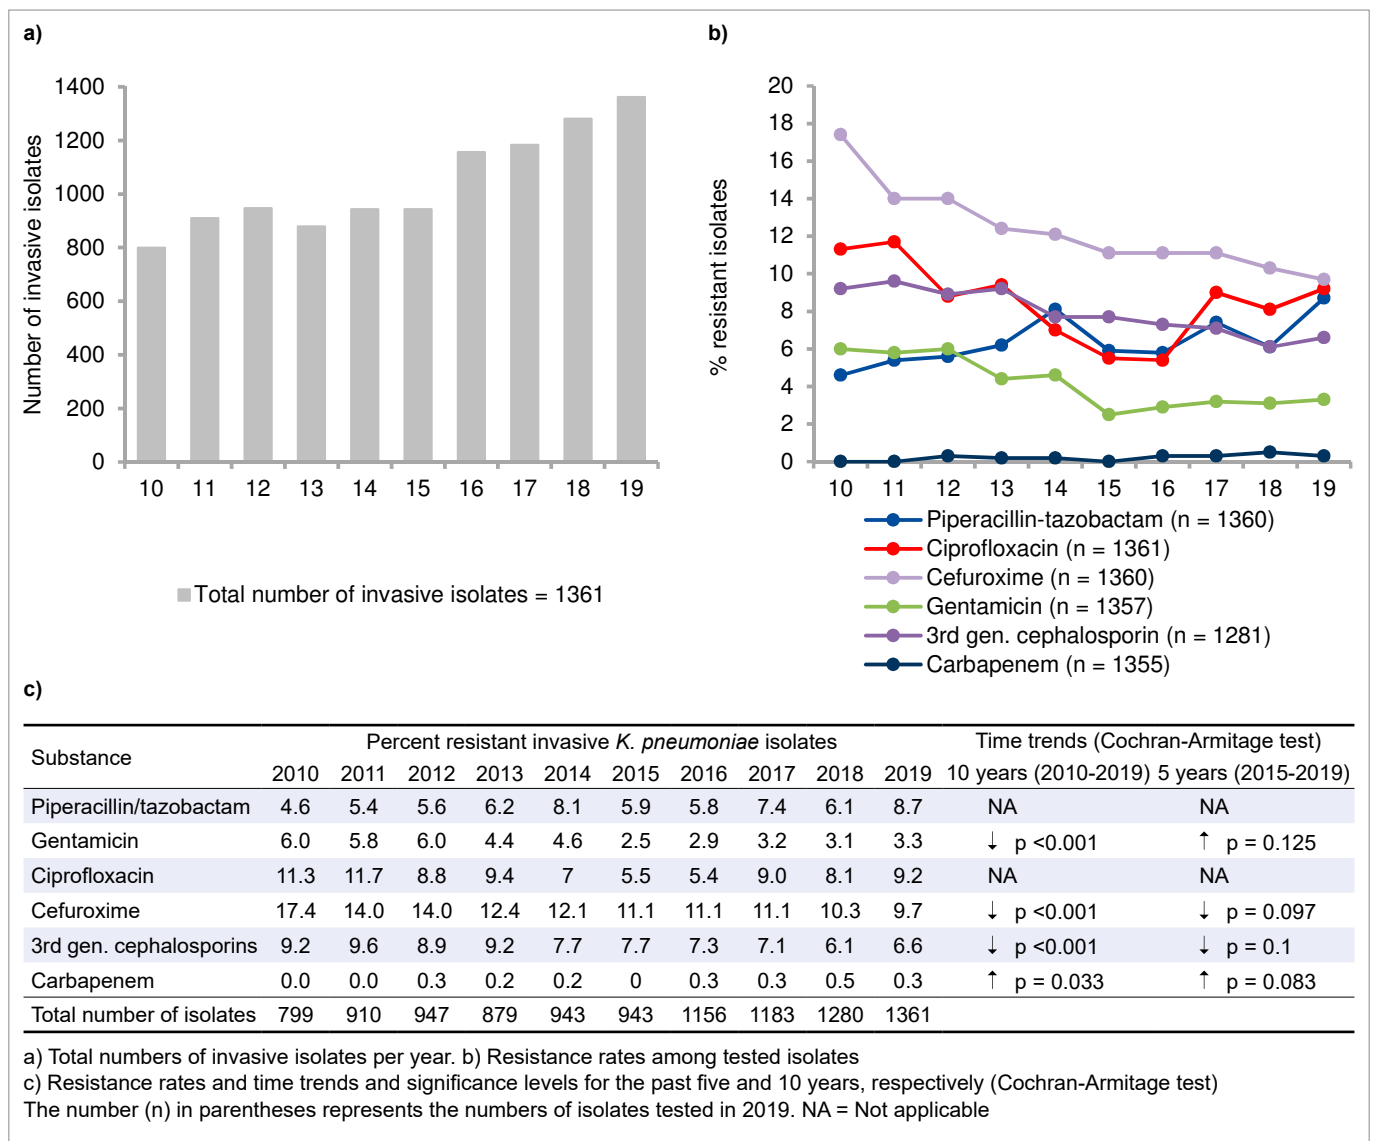 a)
Number of invasive isolates
1400
1200
1000
800
600
400
200
0
10 11 12 13 14 15 16 17 18 19
Total number of invasive isolates = 1361
b)
% resistant isolates
20
18
16
14
12
10
8
6
4
2
0
10 11 12 13 14 15 16 17 18 19
Piperacillin-tazobactam (n = 1360)
Ciprofloxacin (n = 1361)
Cefuroxime (n = 1360)
Gentamicin (n = 1357)
3rd gen. cephalosporin (n = 1281)
Carbapenem (n = 1355)
c)
Substance Percent resistant invasive K. pneumoniae isolates Time trends (Cochran-Armitage test)
2010 2011 2012 2013 2014 2015 2016 2017 2018 2019 10 years (2010-2019) 5 years (2015-2019)
Piperacillin/tazobactam 4.6 5.4 5.6 6.2 8.1 5.9 5.8 7.4 6.1 8.7 NA NA
Gentamicin 6.0 5.8 6.0 4.4 4.6 2.5 2.9 3.2 3.1 3.3 ↓ p <0.001 ↑ p = 0.125
Ciprofloxacin 11.3 11.7 8.8 9.4 7 5.5 5.4 9.0 8.1 9.2 NA NA
Cefuroxime 17.4 14.0 14.0 12.4 12.1 11.1 11.1 11.1 10.3 9.7 ↓ p <0.001 ↓ p = 0.097
3rd gen. cephalosporins 9.2 9.6 8.9 9.2 7.7 7.7 7.3 7.1 6.1 6.6 ↓ p <0.001 ↓ p = 0.1
Carbapenem 0.0 0.0 0.3 0.2 0.2 0 0.3 0.3 0.5 0.3 ↑ p = 0.033 ↑ p = 0.083
Total number of isolates 799 910 947 879 943 943 1156 1183 1280 1361
a) Total numbers of invasive isolates per year. b) Resistance rates among tested isolates
c) Resistance rates and time trends and significance levels for the past five and 10 years, respectively (Cochran-Armitage test)
The number (n) in parentheses represents the numbers of isolates tested in 2019. NA = Not applicable